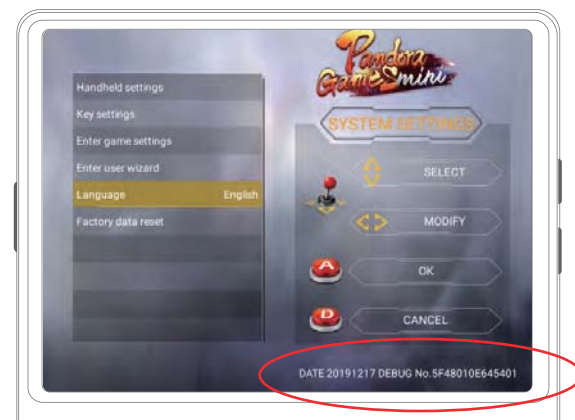 Pandora
Games mini
Handheld settings
Key settings
Enter game settings
Enter user wizard
Language English
Factory data reset
SYSTEM SETTINGS
SELECT
MODIFY
A OK
D CANCEL
DATE 20191217 DEBUG No.5F48010E645401